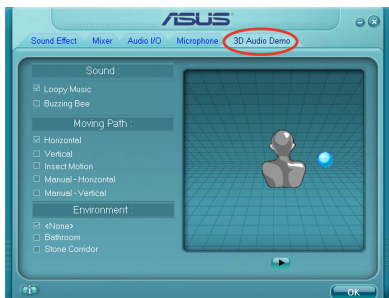 ASUS
Sound Effect Mixer Audio I/O Microphone 3D Audio Demo
Sound :
Loopy Music
Buzzing Bee
Moving Path :
Horizontal
Vertical
Insect Motion
Manual - Horizontal
Manual - Vertical
Environment :
<None>
Bathroom
Stone Corridor
OK